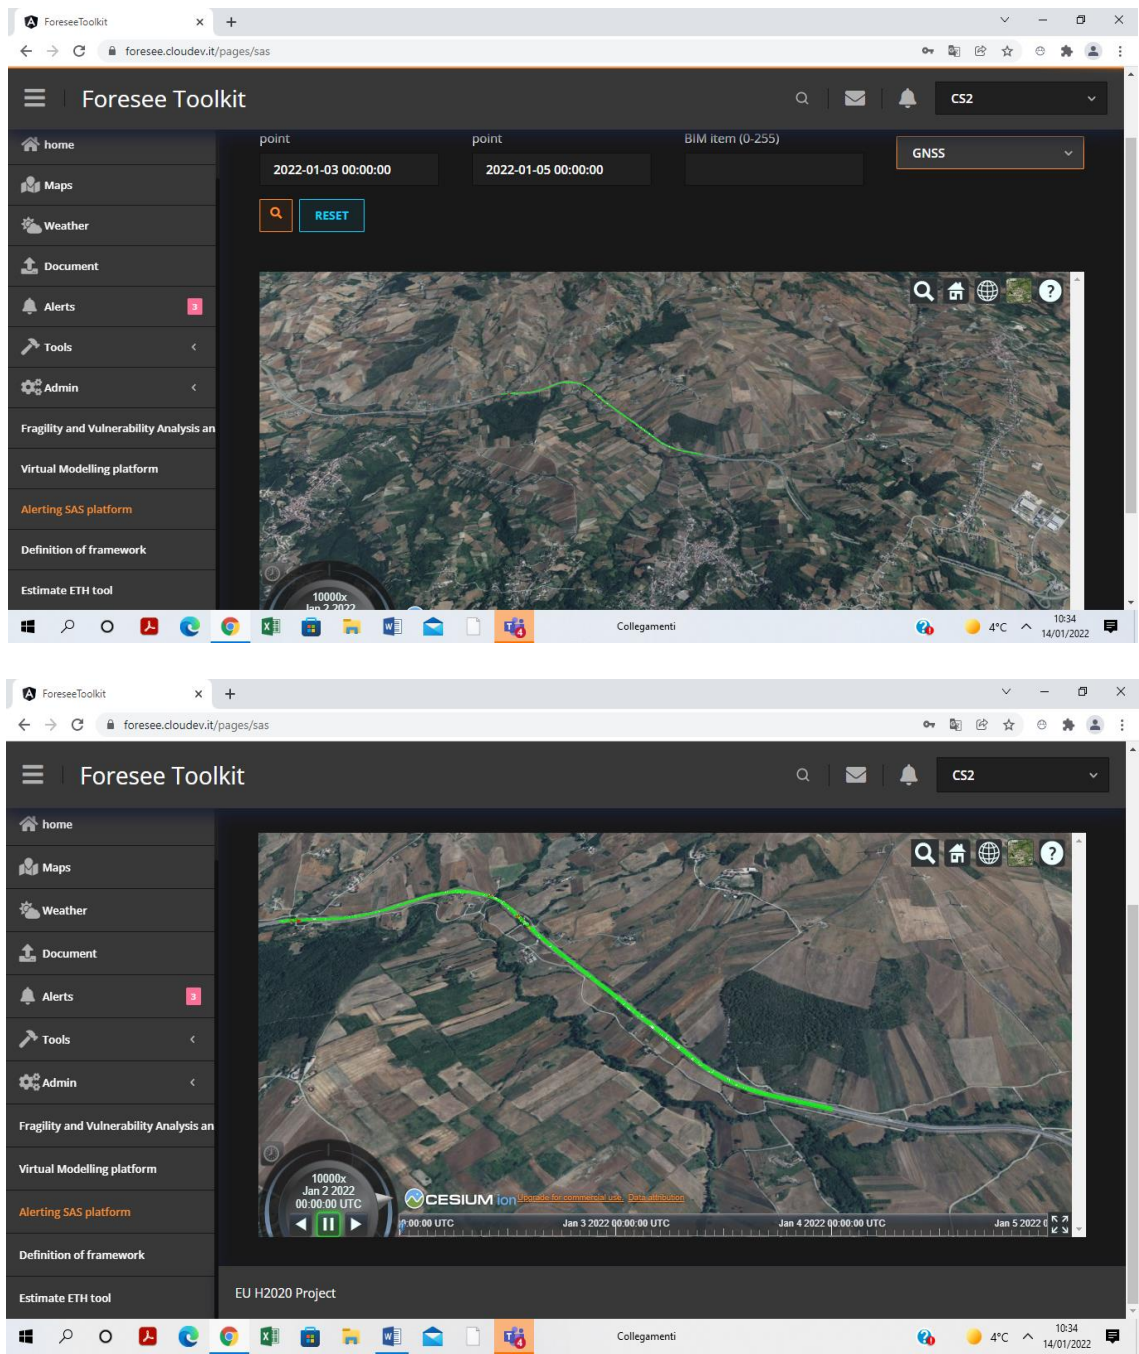 ForeseeToolkit
foresee.cloudev.it/pages/sas
Foresee Toolkit
CS2
home
point
point
BIM item (0-255)
GNSS
2022-01-03 00:00:00
2022-01-05 00:00:00
Maps
RESET
Weather
Document
Alerts
3
Tools
Admin
Fragility and Vulnerability Analysis an
Virtual Modelling platform
Alerting SAS platform
Definition of framework
Estimate ETH tool
10000x
Jan 2 2022
Collegamenti
4°C
10:34
14/01/2022
ForeseeToolkit
foresee.cloudev.it/pages/sas
Foresee Toolkit
CS2
home
Maps
Weather
Document
Alerts
3
Tools
Admin
Fragility and Vulnerability Analysis an
Virtual Modelling platform
Alerting SAS platform
Definition of framework
Estimate ETH tool
10000x
Jan 2 2022
00:00:00 UTC
CESIUM ion
Upgrade for commercial use. Data attribution
:00:00 UTC
Jan 3 2022 00:00:00 UTC
Jan 4 2022 00:00:00 UTC
Jan 5 2022 0
EU H2020 Project
Collegamenti
4°C
10:34
14/01/2022